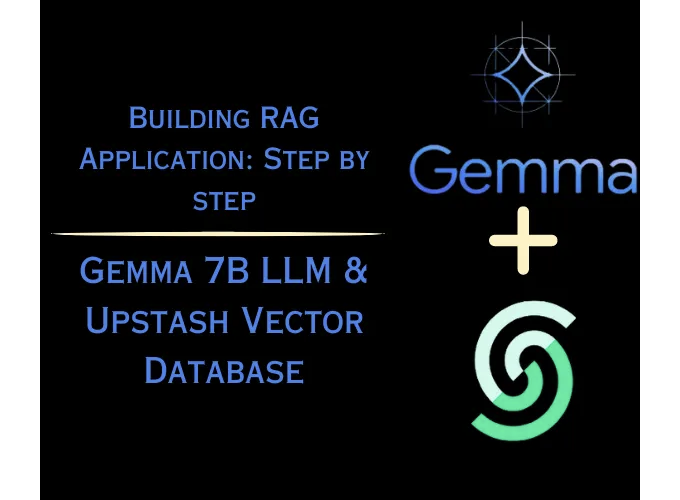 Building RAG
Application: Step by
step
Gemma 7B LLM &
Upstash Vector
Database
Gemma
+